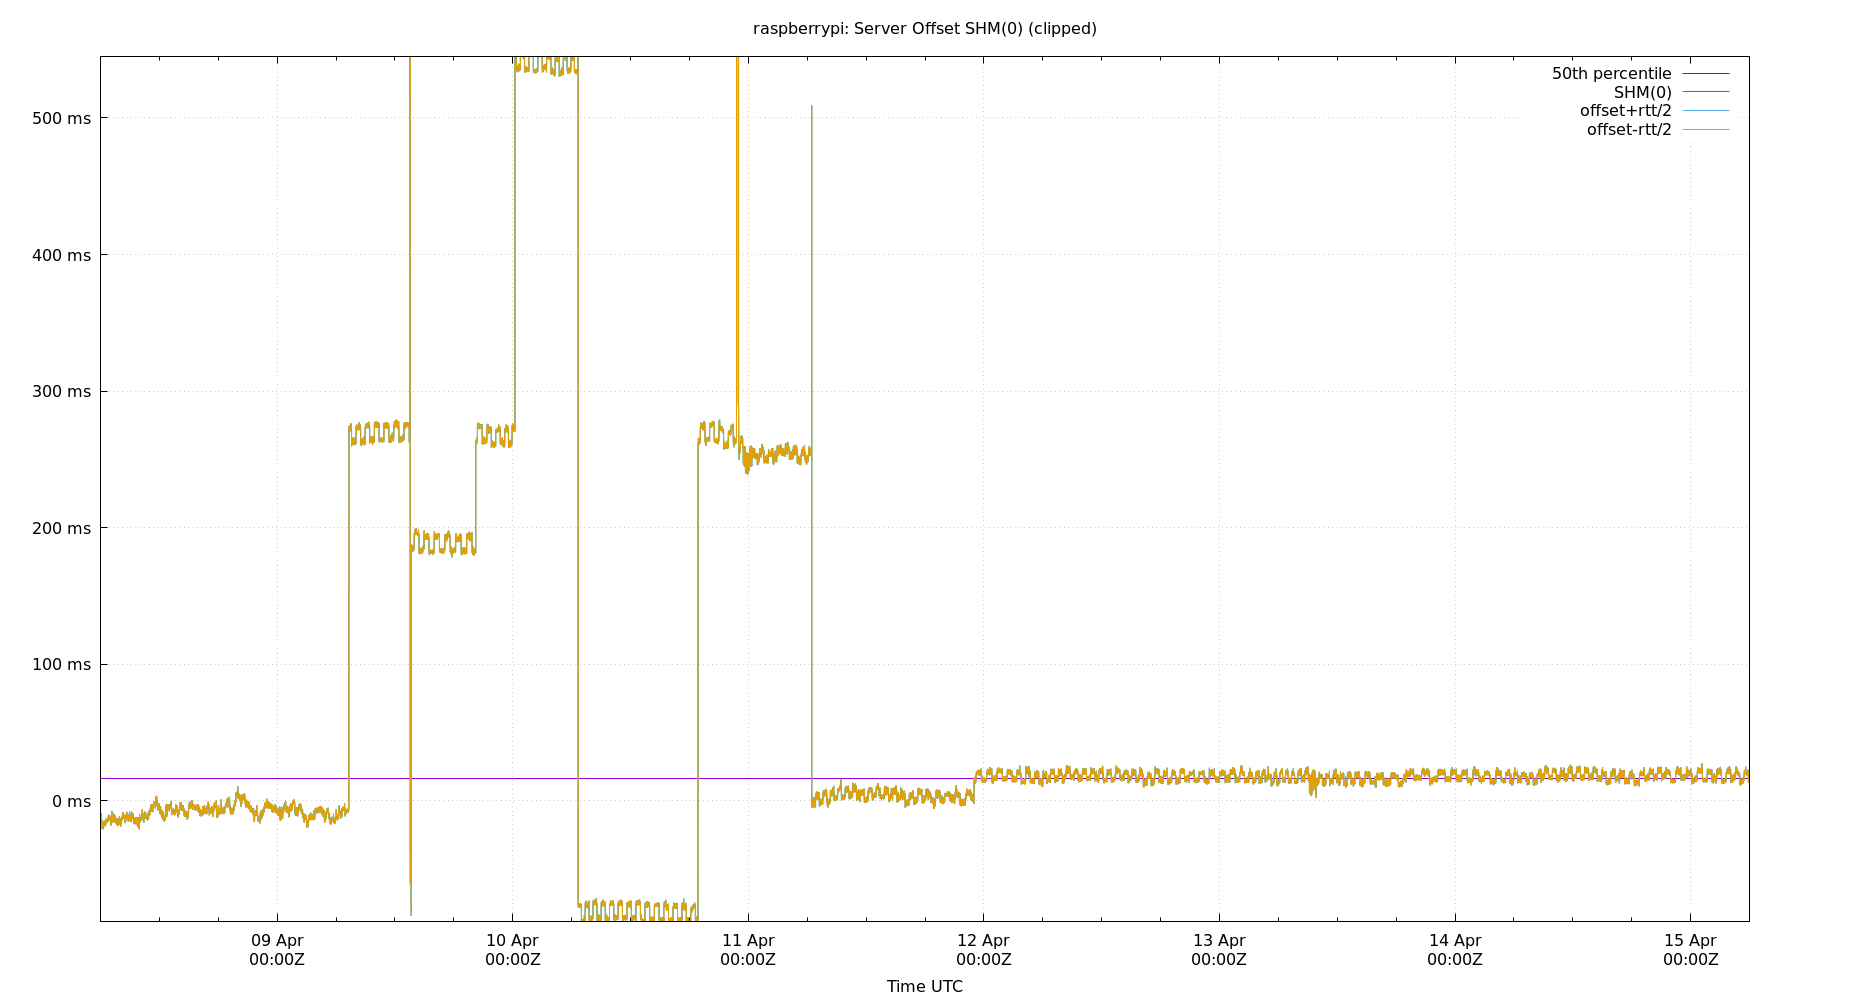 raspberrypi: Server Offset SHM(0) (clipped)
50th percentile
SHM(0)
offset+rtt/2
offset-rtt/2
500 ms
400 ms
300 ms
200 ms
100 ms
0 ms
09 Apr 10 Apr 11 Apr 12 Apr 13 Apr 14 Apr 15 Apr
00:00Z 00:00Z 00:00Z 00:00Z 00:00Z 00:00Z 00:00Z
Time UTC